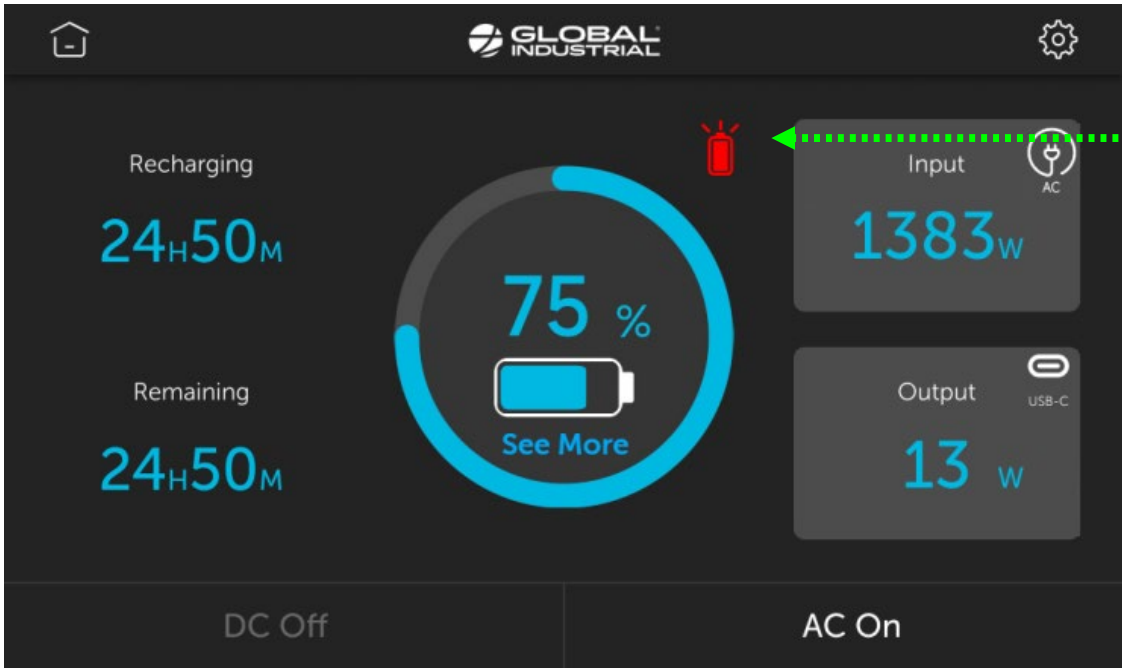 GLOBAL
INDUSTRIAL
Recharging
24H50M
Remaining
24H50M
75 %
See More
Input
AC
1383W
Output
USB-C
13 W
DC Off
AC On